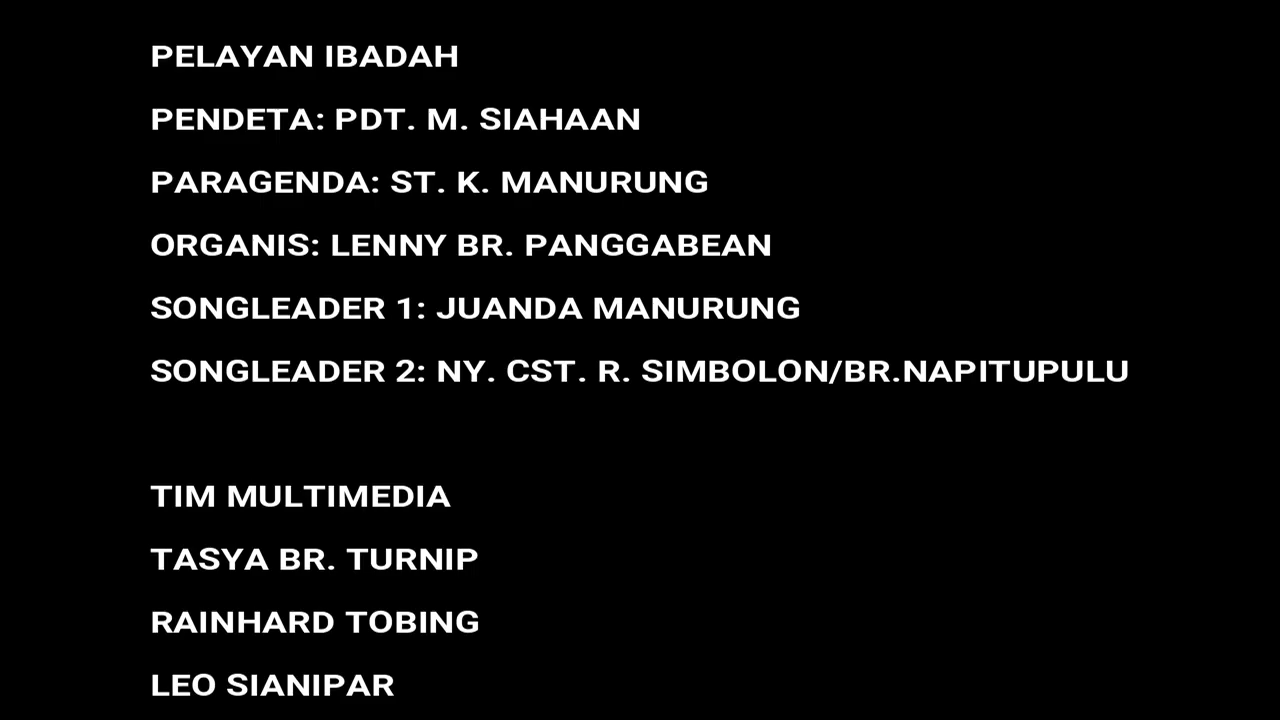 PELAYAN IBADAH
PENDETA: PDT. M. SIAHAAN
PARAGENDA: ST. K. MANURUNG
ORGANIS: LENNY BR. PANGGABEAN
SONGLEADER 1: JUANDA MANURUNG
SONGLEADER 2: NY. CST. R. SIMBOLON/BR.NAPITUPULU
TIM MULTIMEDIA
TASYA BR. TURNIP
RAINHARD TOBING
LEO SIANIPAR